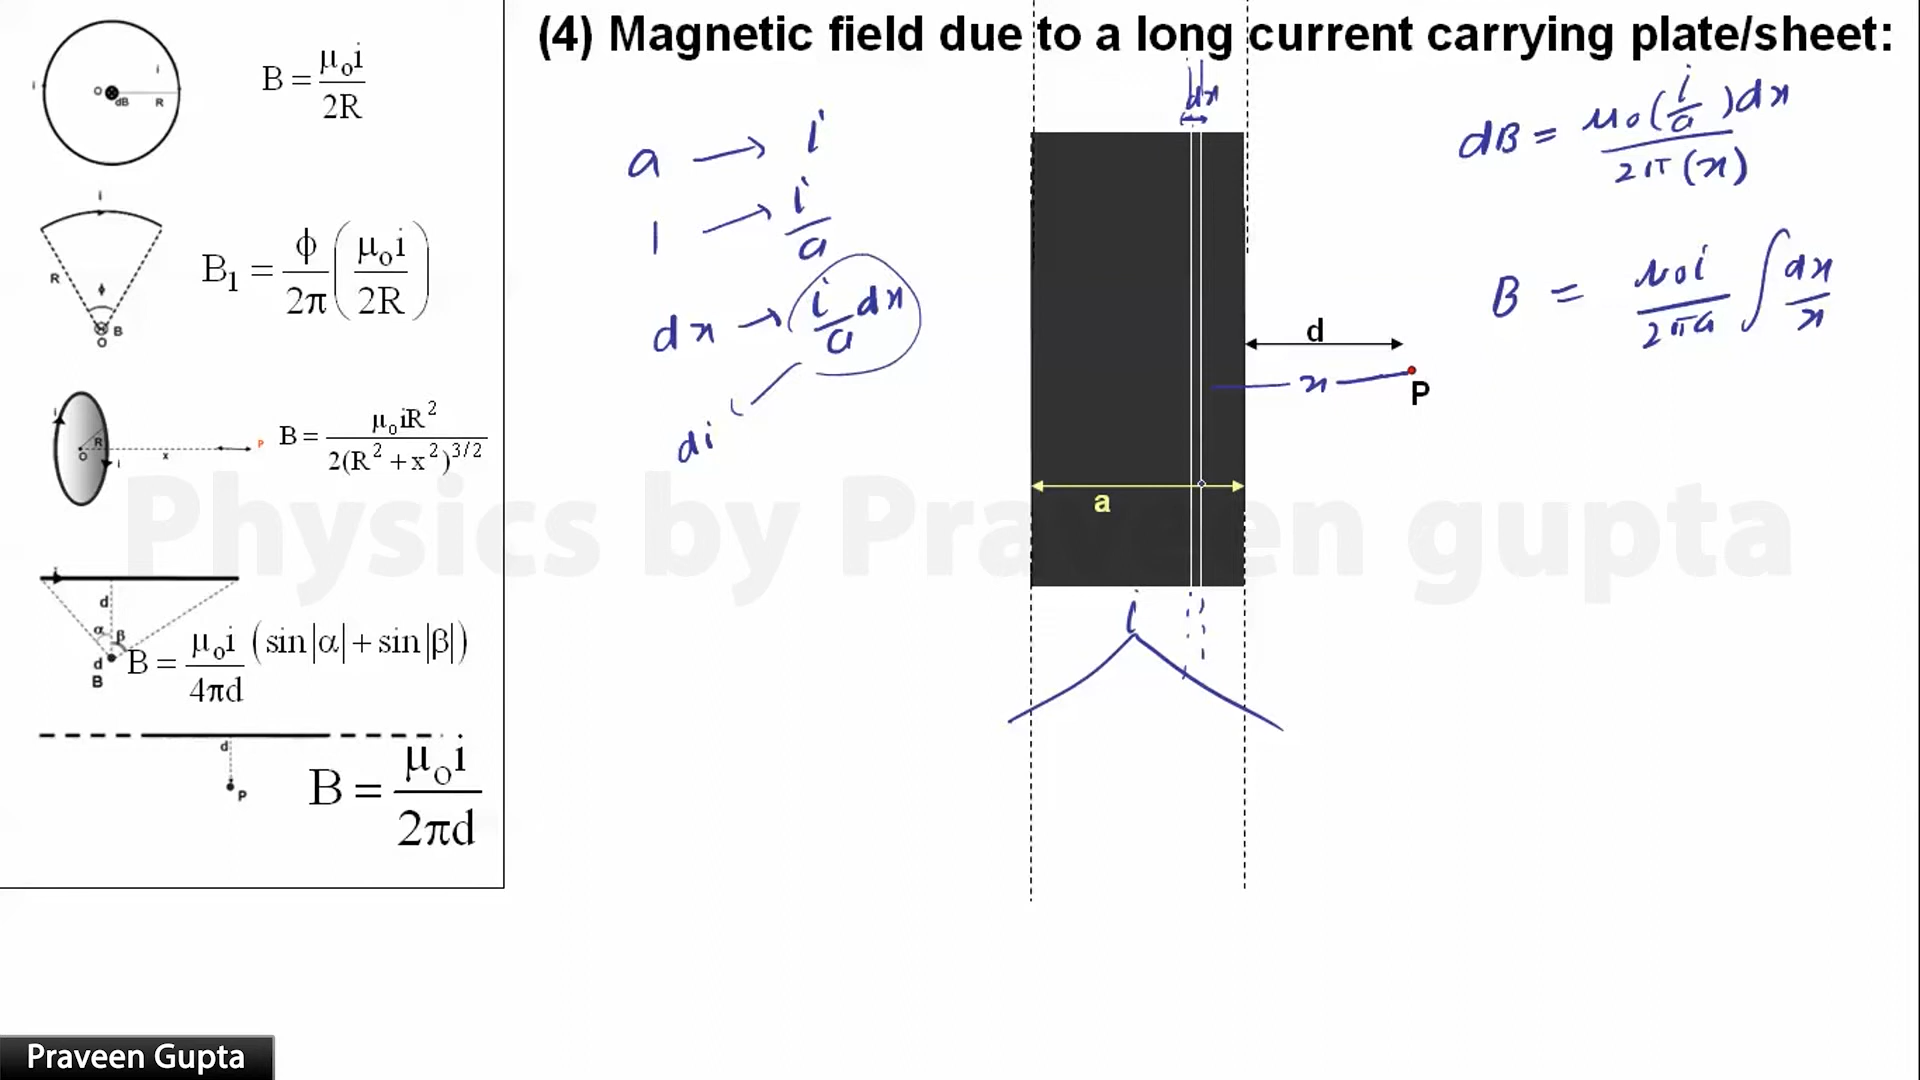 (4) Magnetic field due to a long current carrying plate/sheet:
i
i
O
dB
R
B = μ₀i / 2R
i
R
ϕ
B
O
B₁ = ϕ/2π (μ₀i / 2R)
i
R
O
i
x
P
B = μ₀iR² / 2(R² + x²)^3/2
i
d
α
β
d
B
B = μ₀i / 4πd (sin|α| + sin|β|)
d
P
B = μ₀i / 2πd
a → i
1 → i/a
dx → i/a dx
di
dx
a
i
d
x
P
dB = μ₀(i/a)dx / 2π(x)
B = μ₀i / 2πa ∫ dx/x
Physics by Praveen gupta
Praveen Gupta